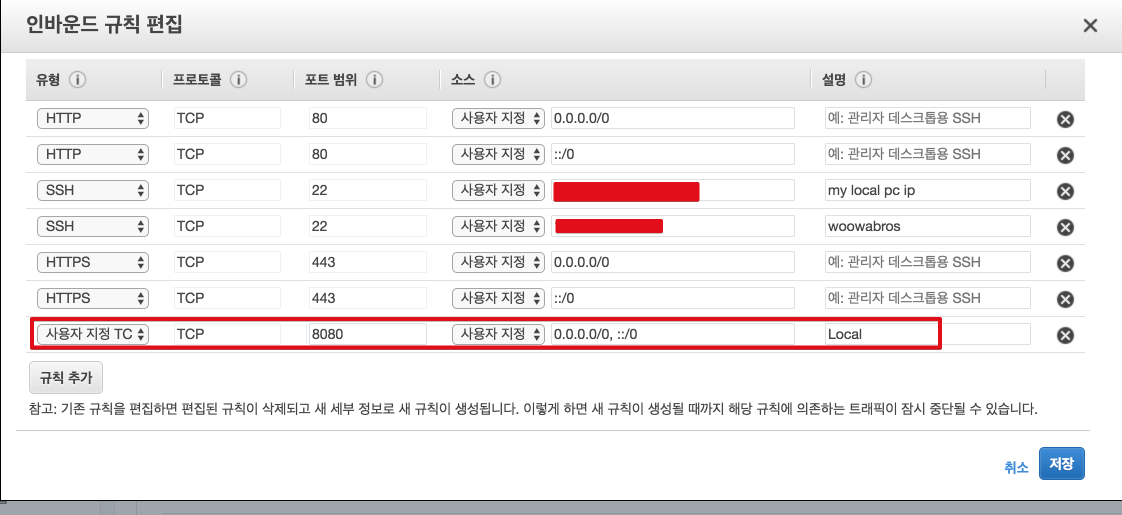 인바운드 규칙 편집
유형 프로토콜 포트 범위 소스 설명
HTTP TCP 80 사용자 지정 0.0.0.0/0 예: 관리자 데스크톱용 SSH
HTTP TCP 80 사용자 지정 ::/0 예: 관리자 데스크톱용 SSH
SSH TCP 22 사용자 지정 my local pc ip
SSH TCP 22 사용자 지정 woowabros
HTTPS TCP 443 사용자 지정 0.0.0.0/0 예: 관리자 데스크톱용 SSH
HTTPS TCP 443 사용자 지정 ::/0 예: 관리자 데스크톱용 SSH
사용자 지정 TC TCP 8080 사용자 지정 0.0.0.0/0, ::/0 Local
규칙 추가
참고: 기존 규칙을 편집하면 편집된 규칙이 삭제되고 새 세부 정보로 새 규칙이 생성됩니다. 이렇게 하면 새 규칙이 생성될 때까지 해당 규칙에 의존하는 트래픽이 잠시 중단될 수 있습니다.
취소 저장